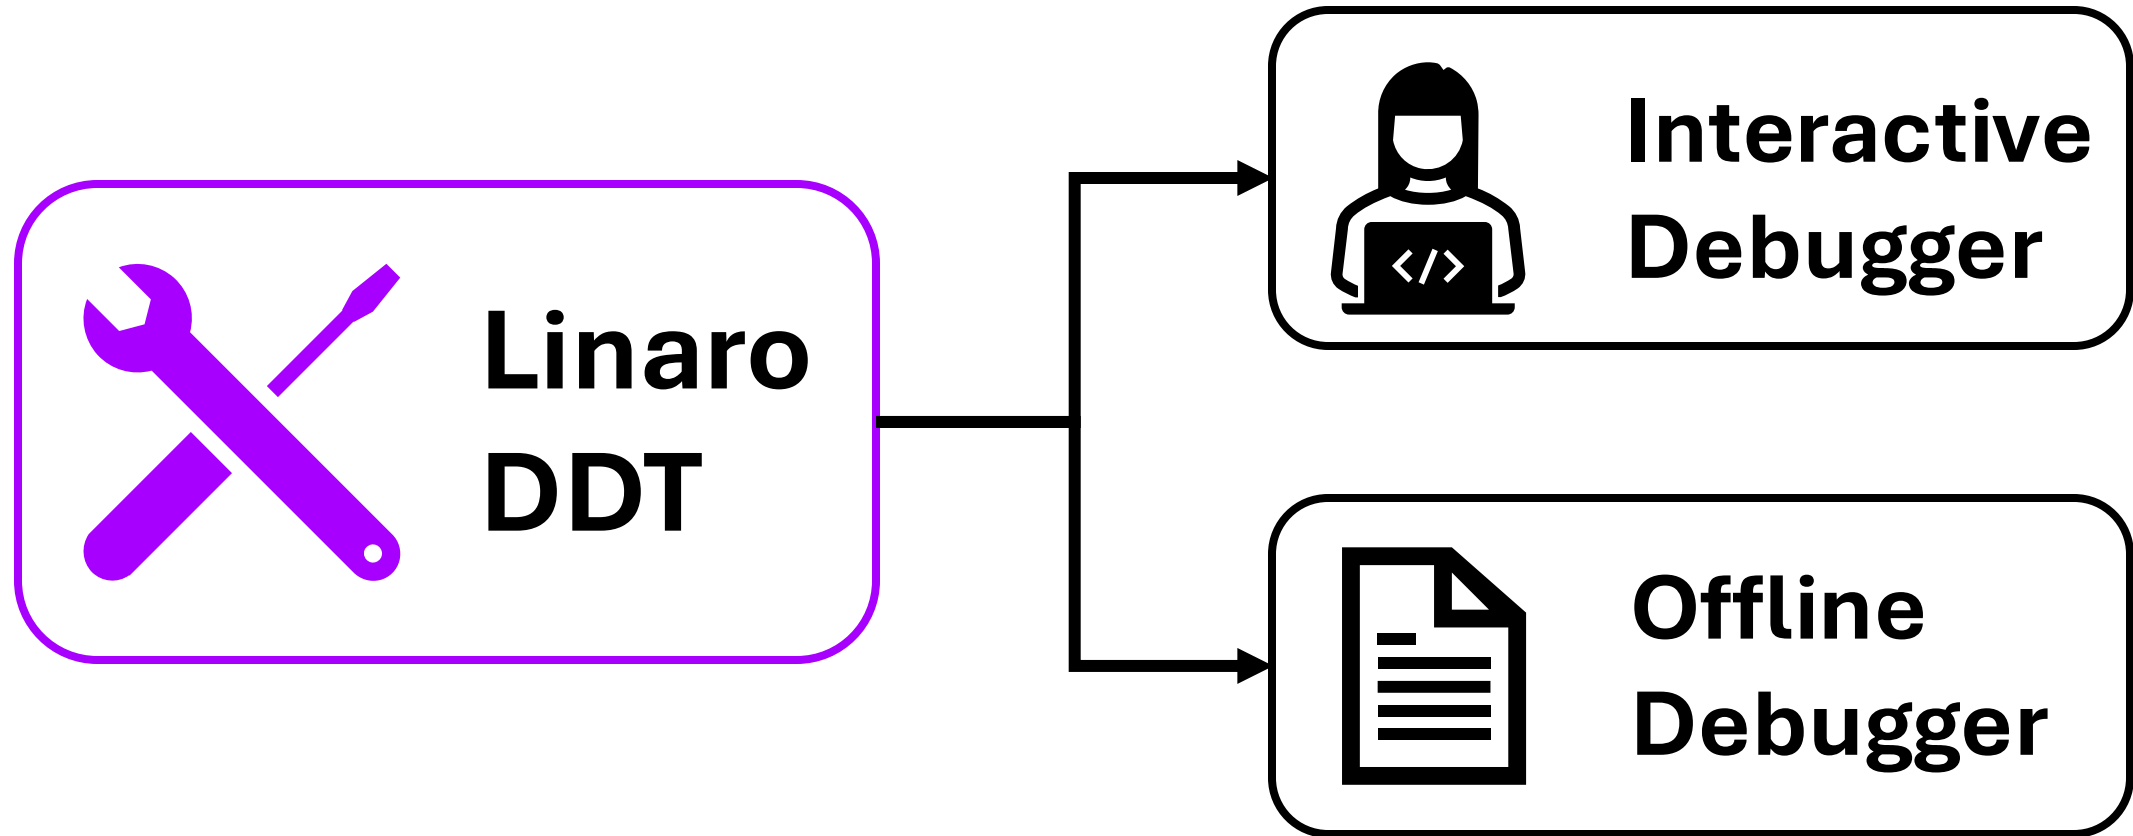 Linaro
DDT
Interactive
Debugger
</>
Offline
Debugger